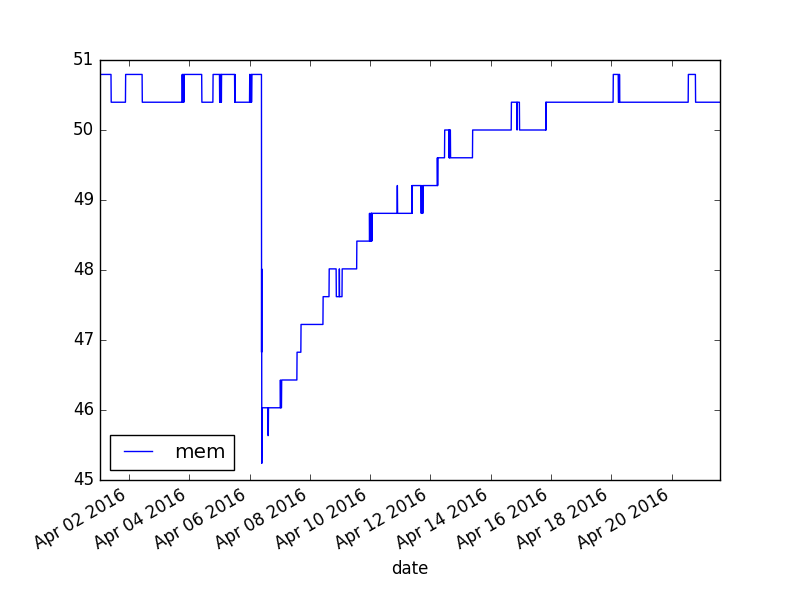 51
50
49
48
47
46
45
mem
Apr 02 2016
Apr 04 2016
Apr 06 2016
Apr 08 2016
Apr 10 2016
Apr 12 2016
Apr 14 2016
Apr 16 2016
Apr 18 2016
Apr 20 2016
date